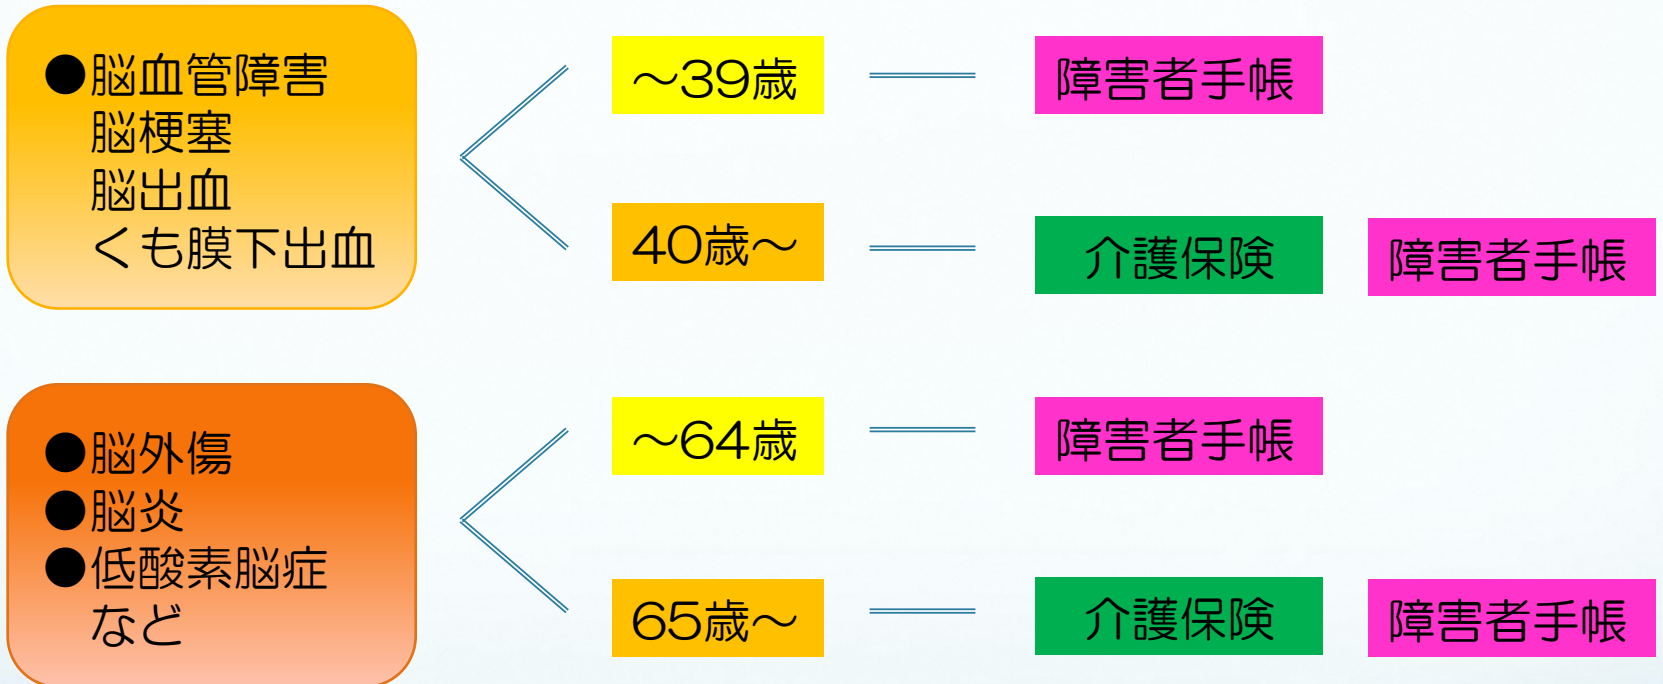 ●脳血管障害
脳梗塞
脳出血
くも膜下出血
～39歳
障害者手帳
40歳～
介護保険
障害者手帳
●脳外傷
●脳炎
●低酸素脳症
など
～64歳
障害者手帳
65歳～
介護保険
障害者手帳